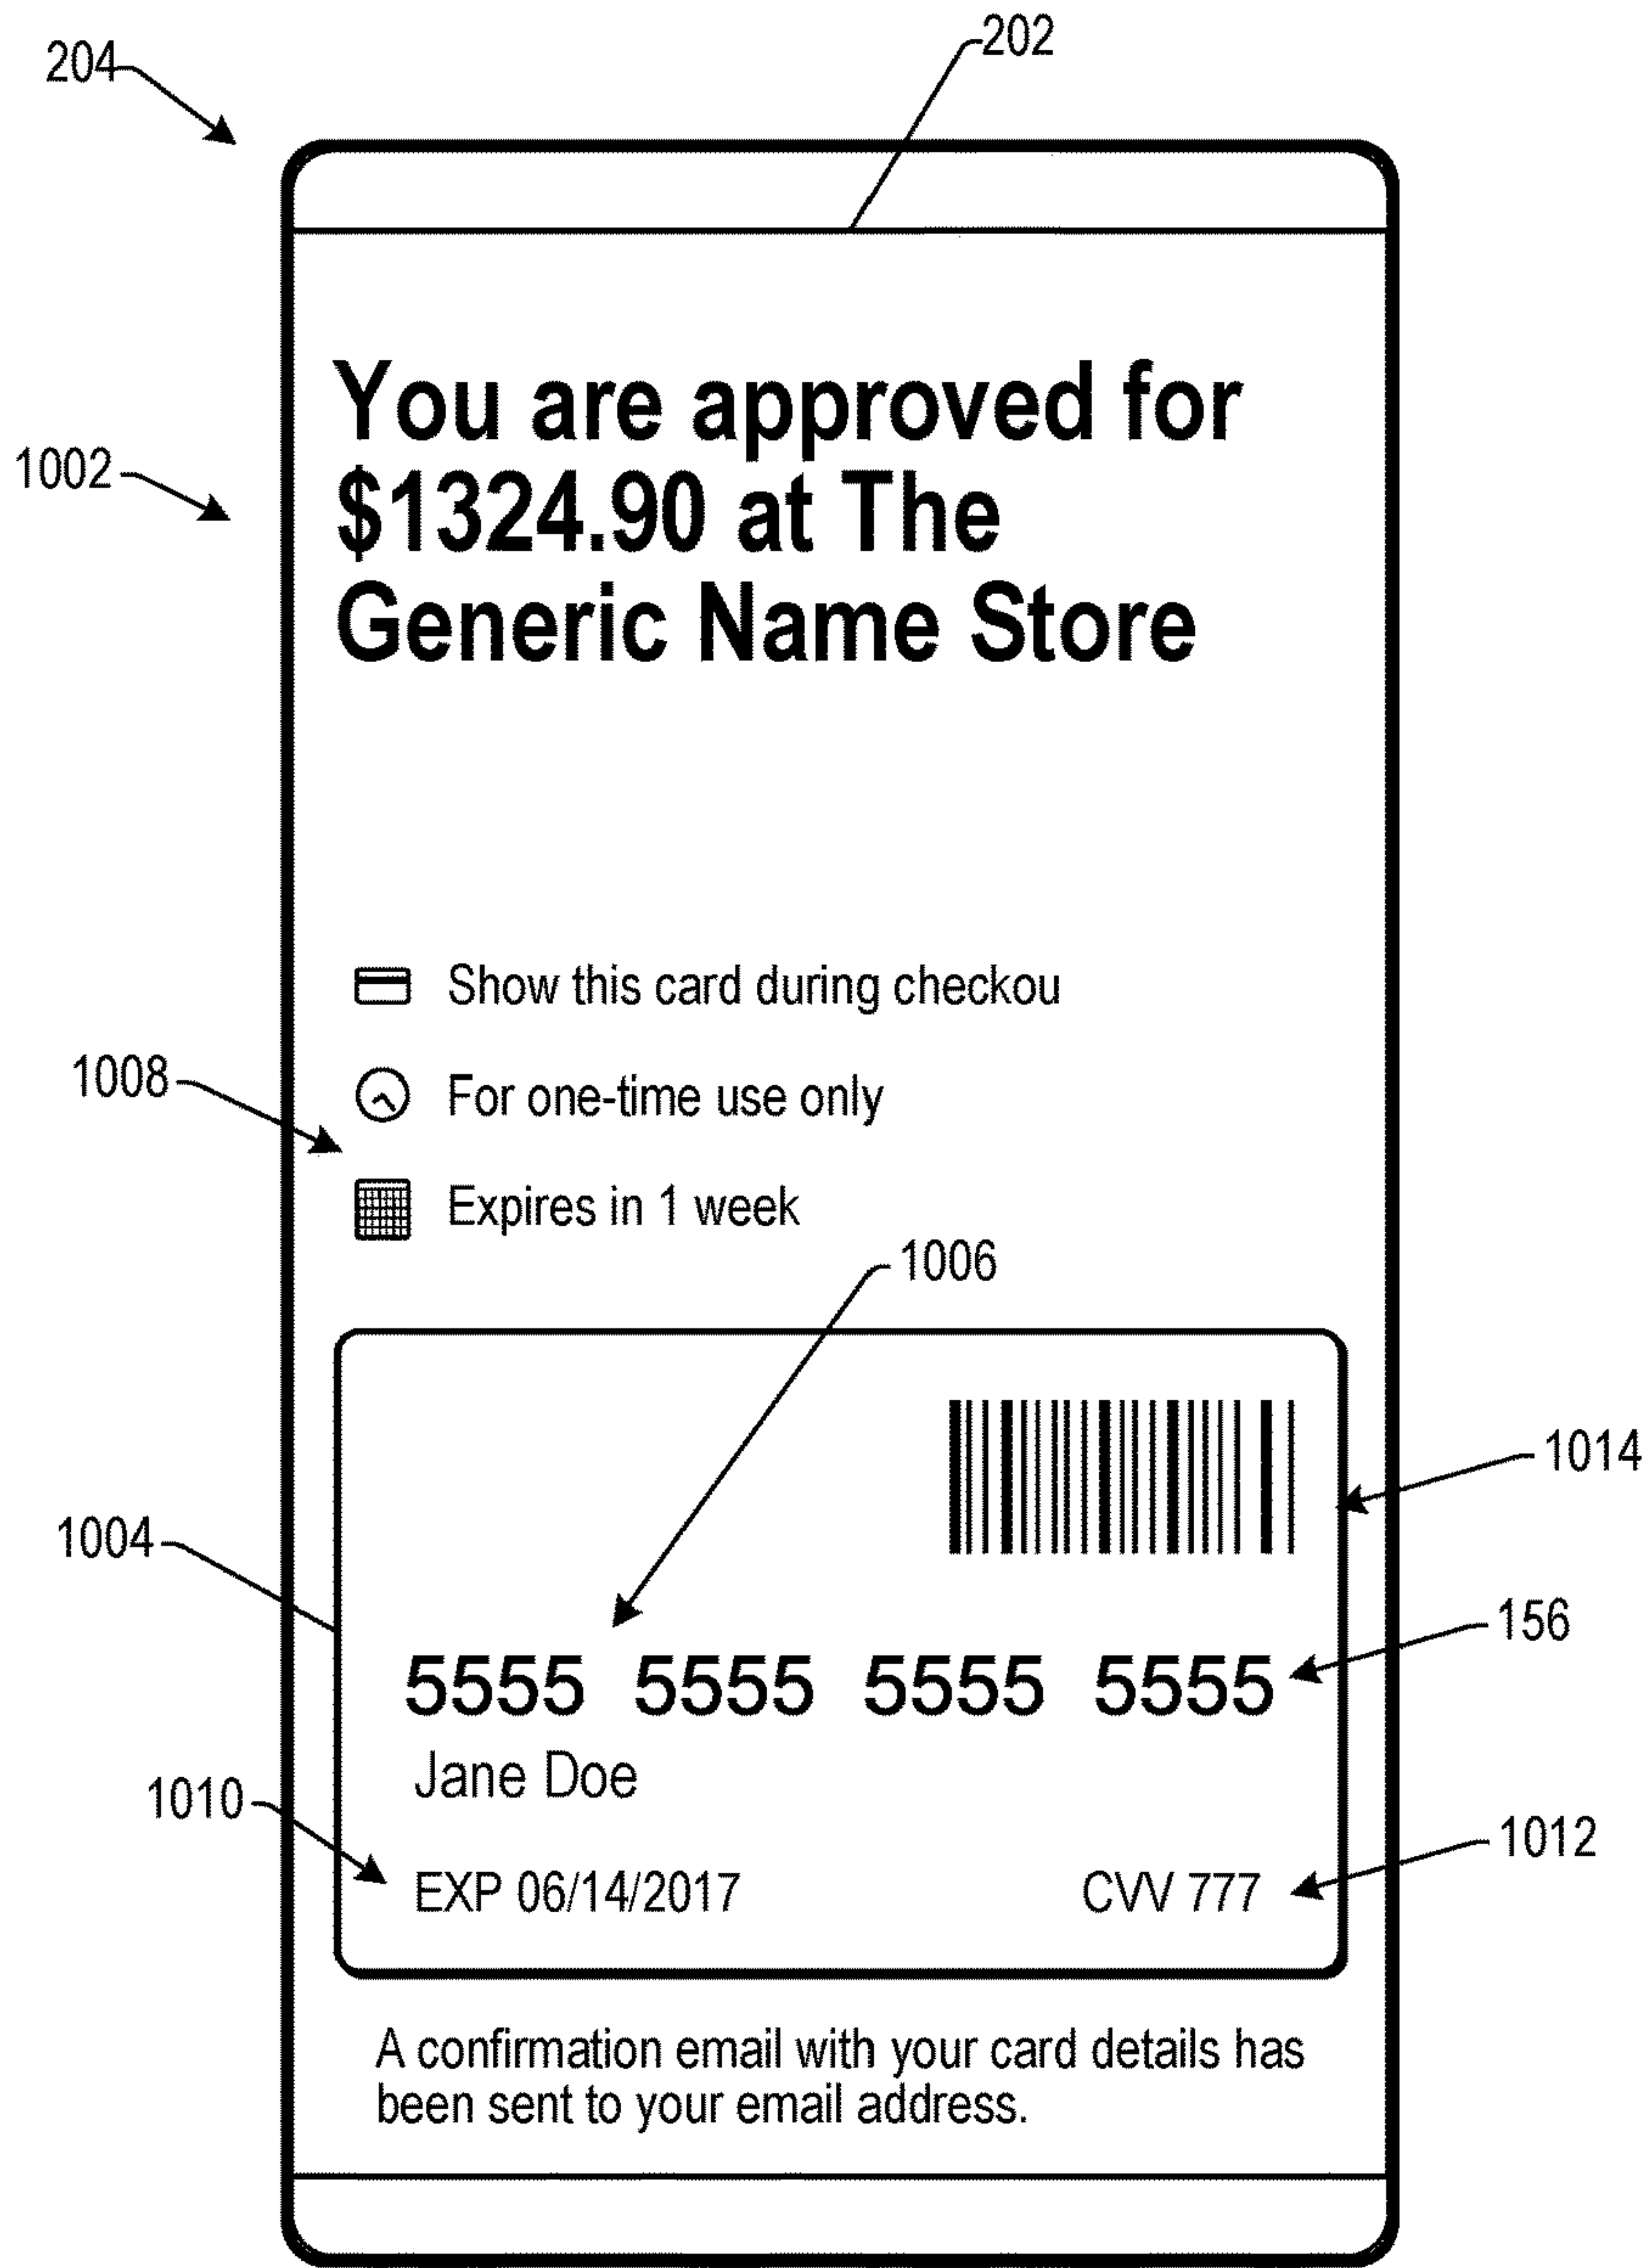 204
202
You are approved for
1002
$1324.90 at The
Generic Name Store
Show this card during checkou
1008
For one-time use only
Expires in 1 week
1006
1014
1004
156
5555 5555 5555 5555
Jane Doe
1010
1012
EXP 06/14/2017 CVV 777
A confirmation email with your card details has
been sent to your email address.